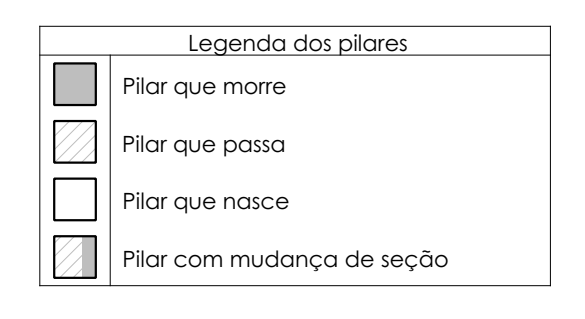 Legenda dos pilares
Pilar que morre
Pilar que passa
Pilar que nasce
Pilar com mudança de seção